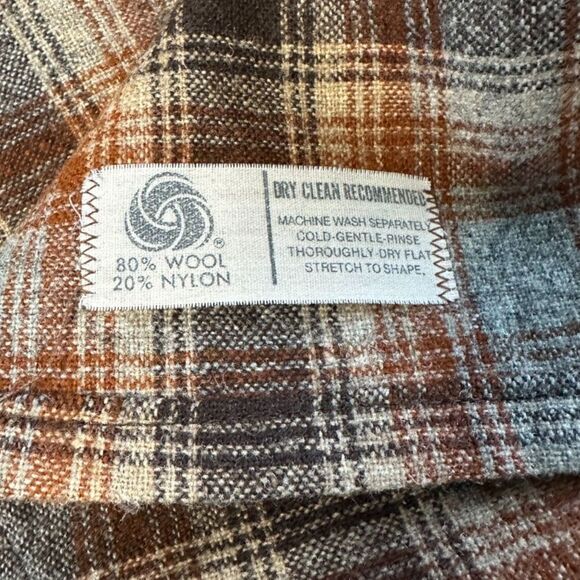 ®
80% WOOL
20% NYLON
DRY CLEAN RECOMMENDED
MACHINE WASH SEPARATELY
COLD-GENTLE-RINSE
THOROUGHLY-DRY FLAT
STRETCH TO SHAPE,